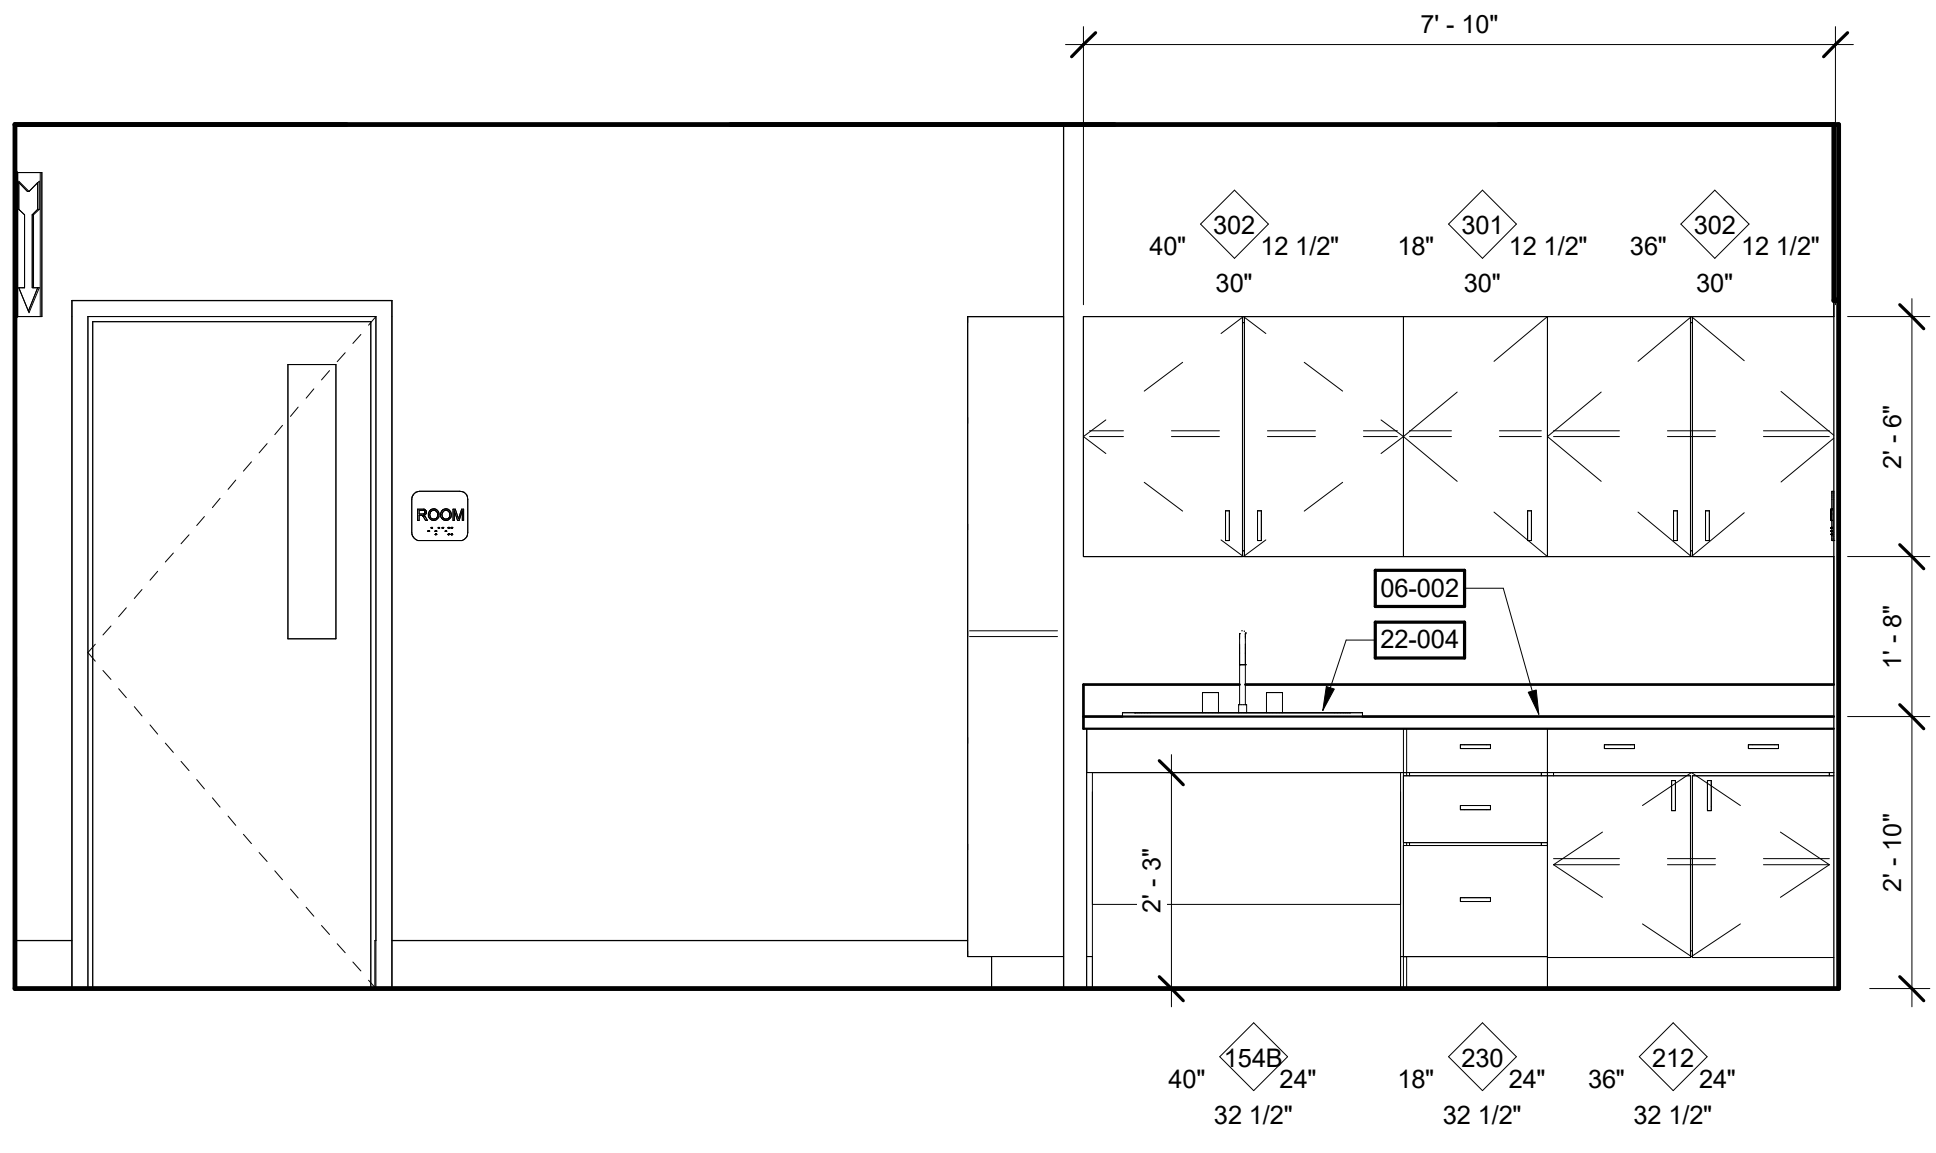 7' - 10"
302
40" 12 1/2"
30"
301
18" 12 1/2"
30"
302
36" 12 1/2"
30"
2' - 6"
ROOM
06-002
22-004
1' - 8"
2' - 3"
2' - 10"
154B
40" 24"
32 1/2"
230
18" 24"
32 1/2"
212
36" 24"
32 1/2"